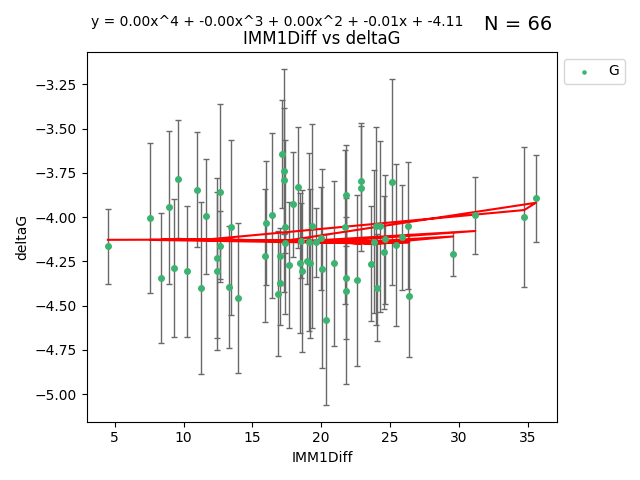 y = 0.00x^4 + -0.00x^3 + 0.00x^2 + -0.01x + -4.11
N = 66
IMM1Diff vs deltaG
G
−3.25
−3.50
−3.75
−4.00
−4.25
−4.50
−4.75
−5.00
deltaG
5 10 15 20 25 30 35
IMM1Diff